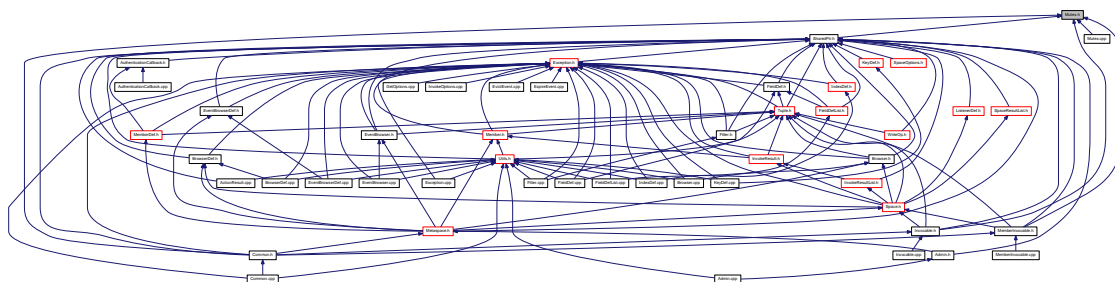 Mutex.h
SharedPtr.h
Mutex.cpp
AuthenticationCallback.h
Exception.h
KeyDef.h
SpaceOptions.h
AuthenticationCallback.cpp
GetOptions.cpp
InvokeOptions.cpp
EvictEvent.cpp
ExpireEvent.cpp
FieldDef.h
IndexDef.h
EventBrowserDef.h
Tuple.h
FieldDefList.h
ListenerDef.h
SpaceResultList.h
MemberDef.h
EventBrowser.h
Member.h
Filter.h
WriteOp.h
BrowserDef.h
Utils.h
InvokeResult.h
Browser.h
ActionResult.cpp
BrowserDef.cpp
EventBrowserDef.cpp
EventBrowser.cpp
Exception.cpp
Filter.cpp
FieldDef.cpp
FieldDefList.cpp
IndexDef.cpp
Browser.cpp
KeyDef.cpp
InvokeResultList.h
Space.h
Metaspace.h
Invocable.h
MemberInvocable.h
Common.h
Invocable.cpp
Admin.h
MemberInvocable.cpp
Common.cpp
Admin.cpp